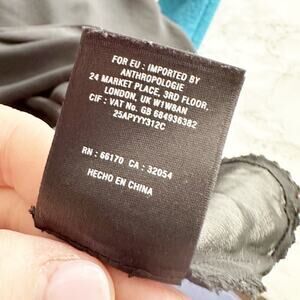 FOR EU : IMPORTED BY
ANTHROPOLOGIE
24 MARKET PLACE, 3RD FLOOR,
LONDON, UK W1W8AN
CIF : VAT No. GB 684936382
25APYYY312C
RN : 66170 CA : 32054
HECHO EN CHINA